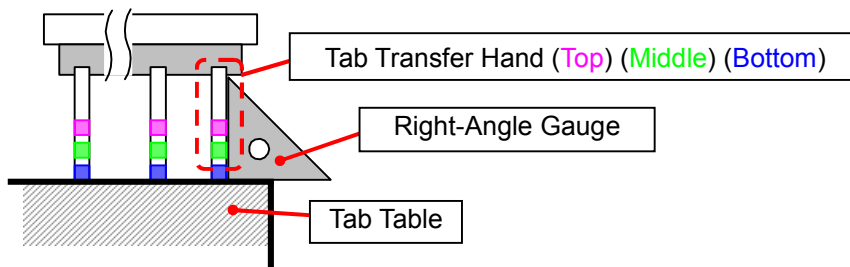 Tab Transfer Hand (Top) (Middle) (Bottom)
Right-Angle Gauge
Tab Table